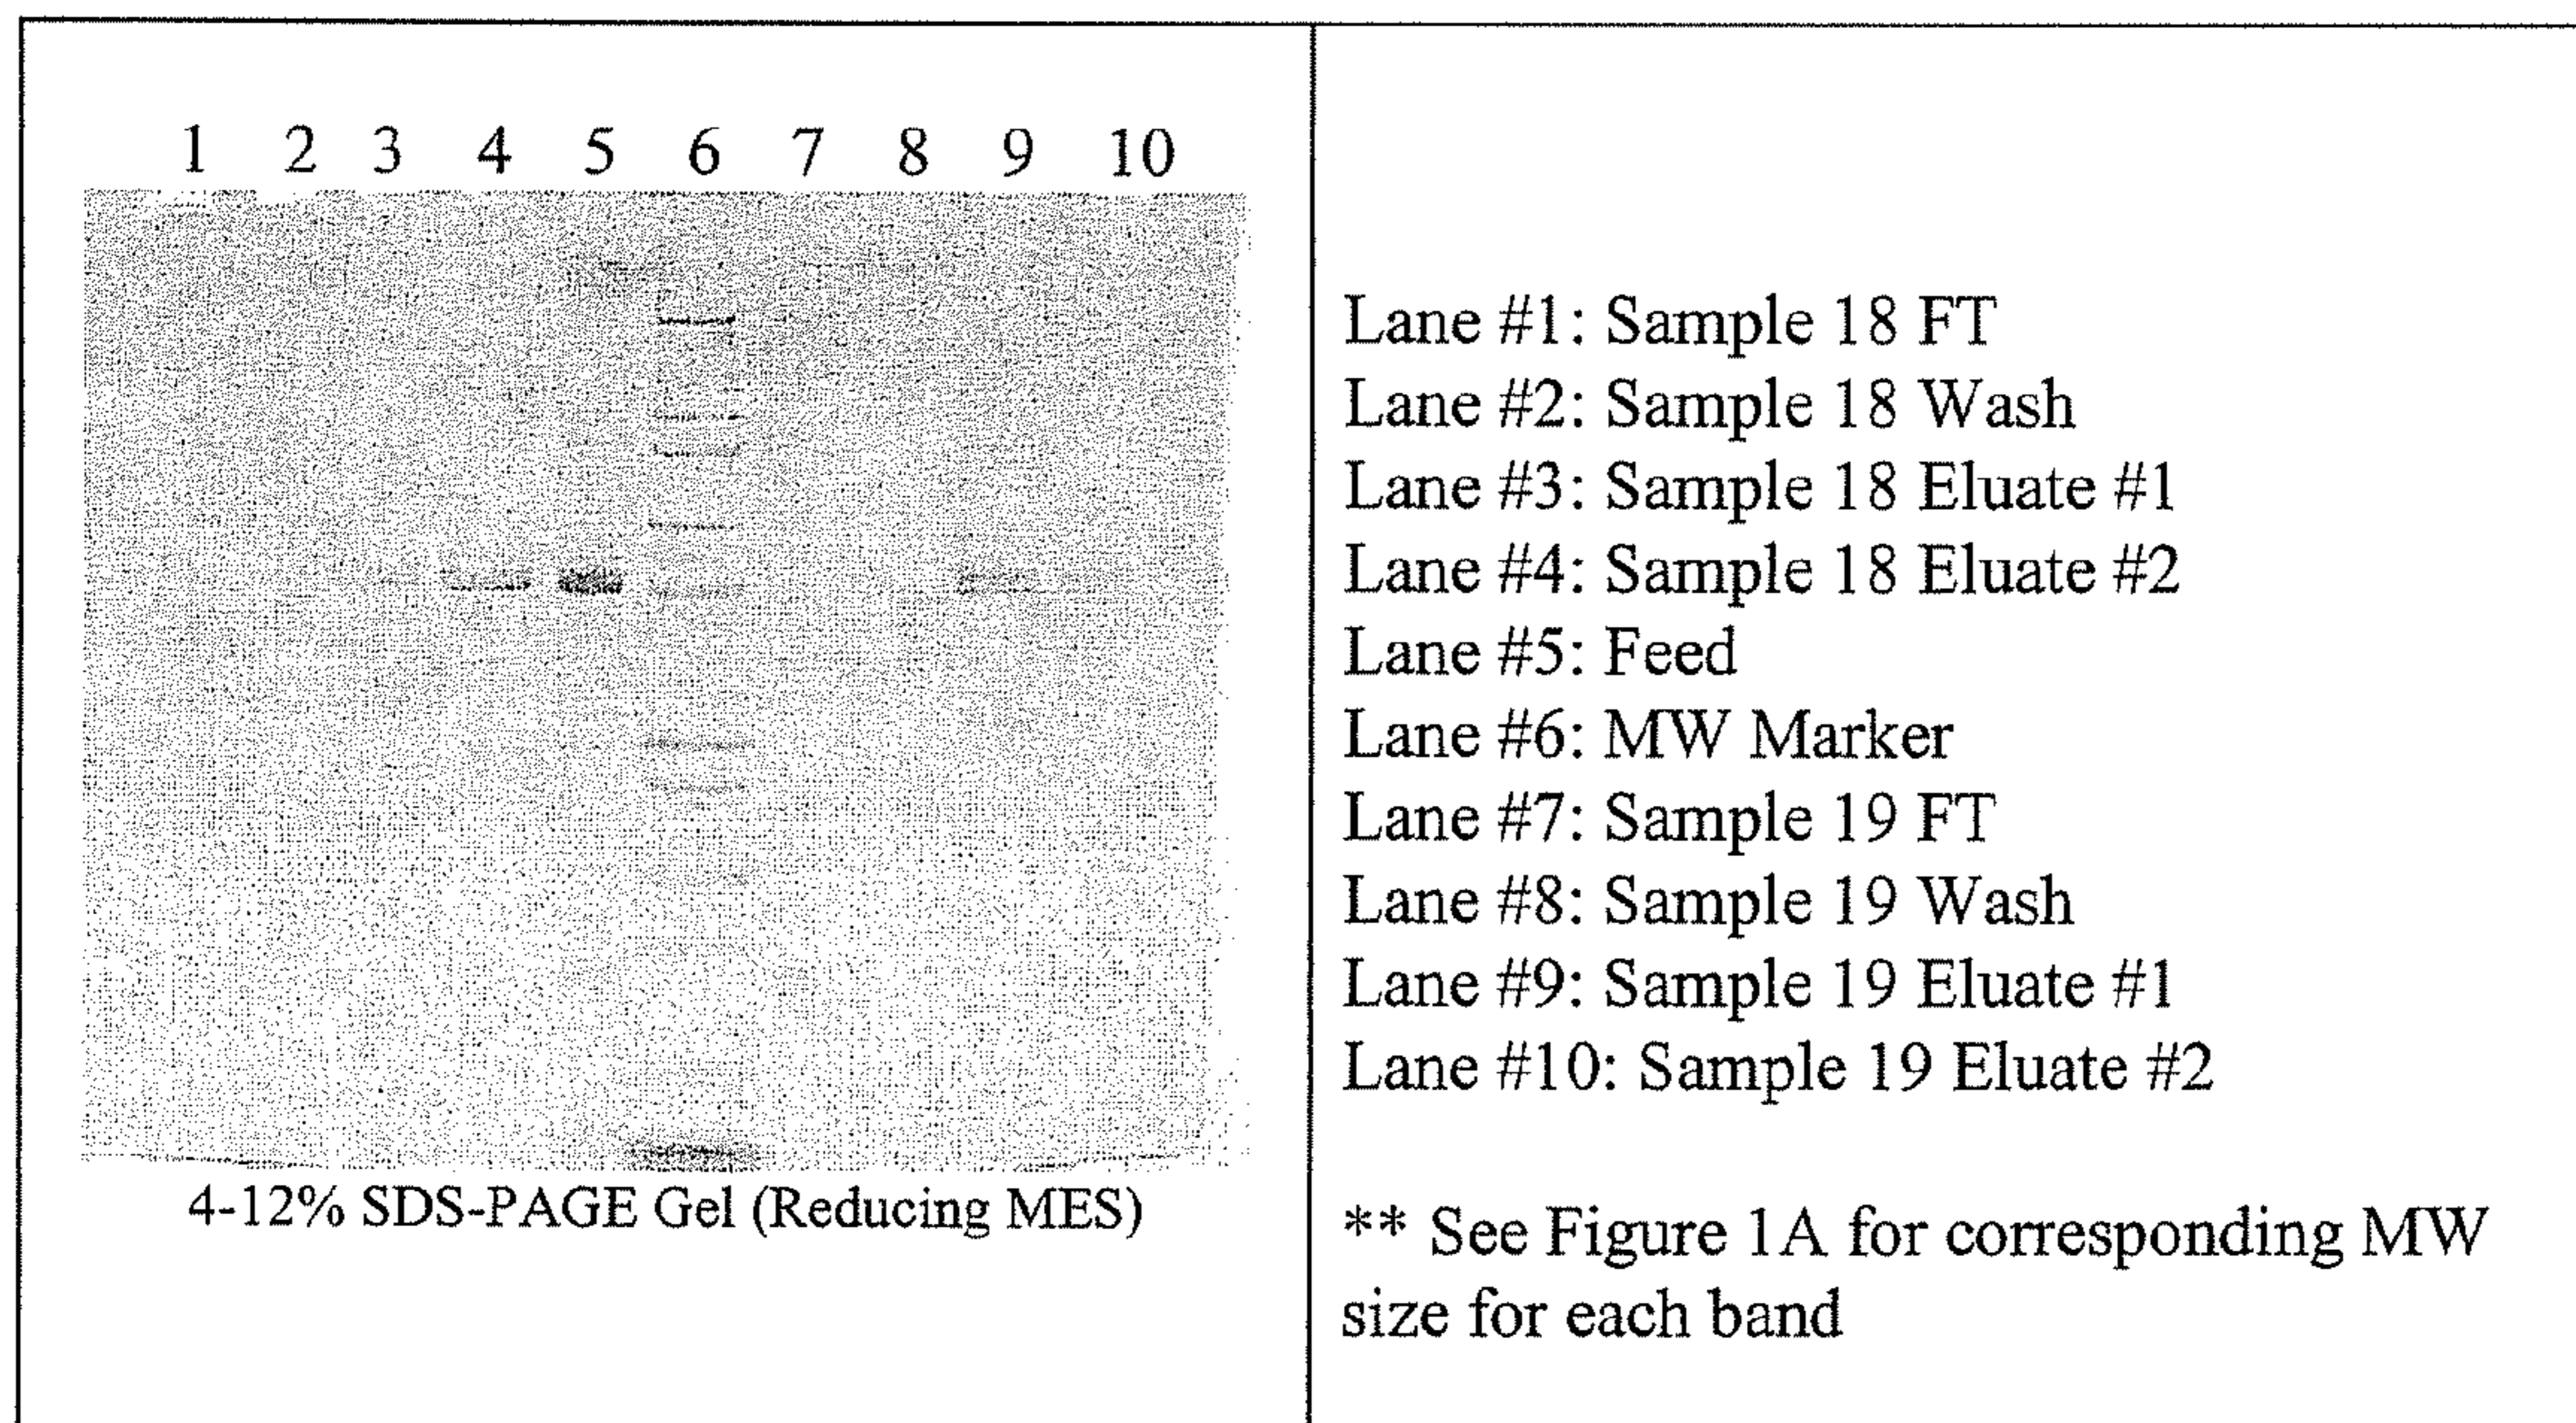 1 2 3 4 5 6 7 8 9 10
4-12% SDS-PAGE Gel (Reducing MES)
Lane #1: Sample 18 FT
Lane #2: Sample 18 Wash
Lane #3: Sample 18 Eluate #1
Lane #4: Sample 18 Eluate #2
Lane #5: Feed
Lane #6: MW Marker
Lane #7: Sample 19 FT
Lane #8: Sample 19 Wash
Lane #9: Sample 19 Eluate #1
Lane #10: Sample 19 Eluate #2
** See Figure 1A for corresponding MW
size for each band